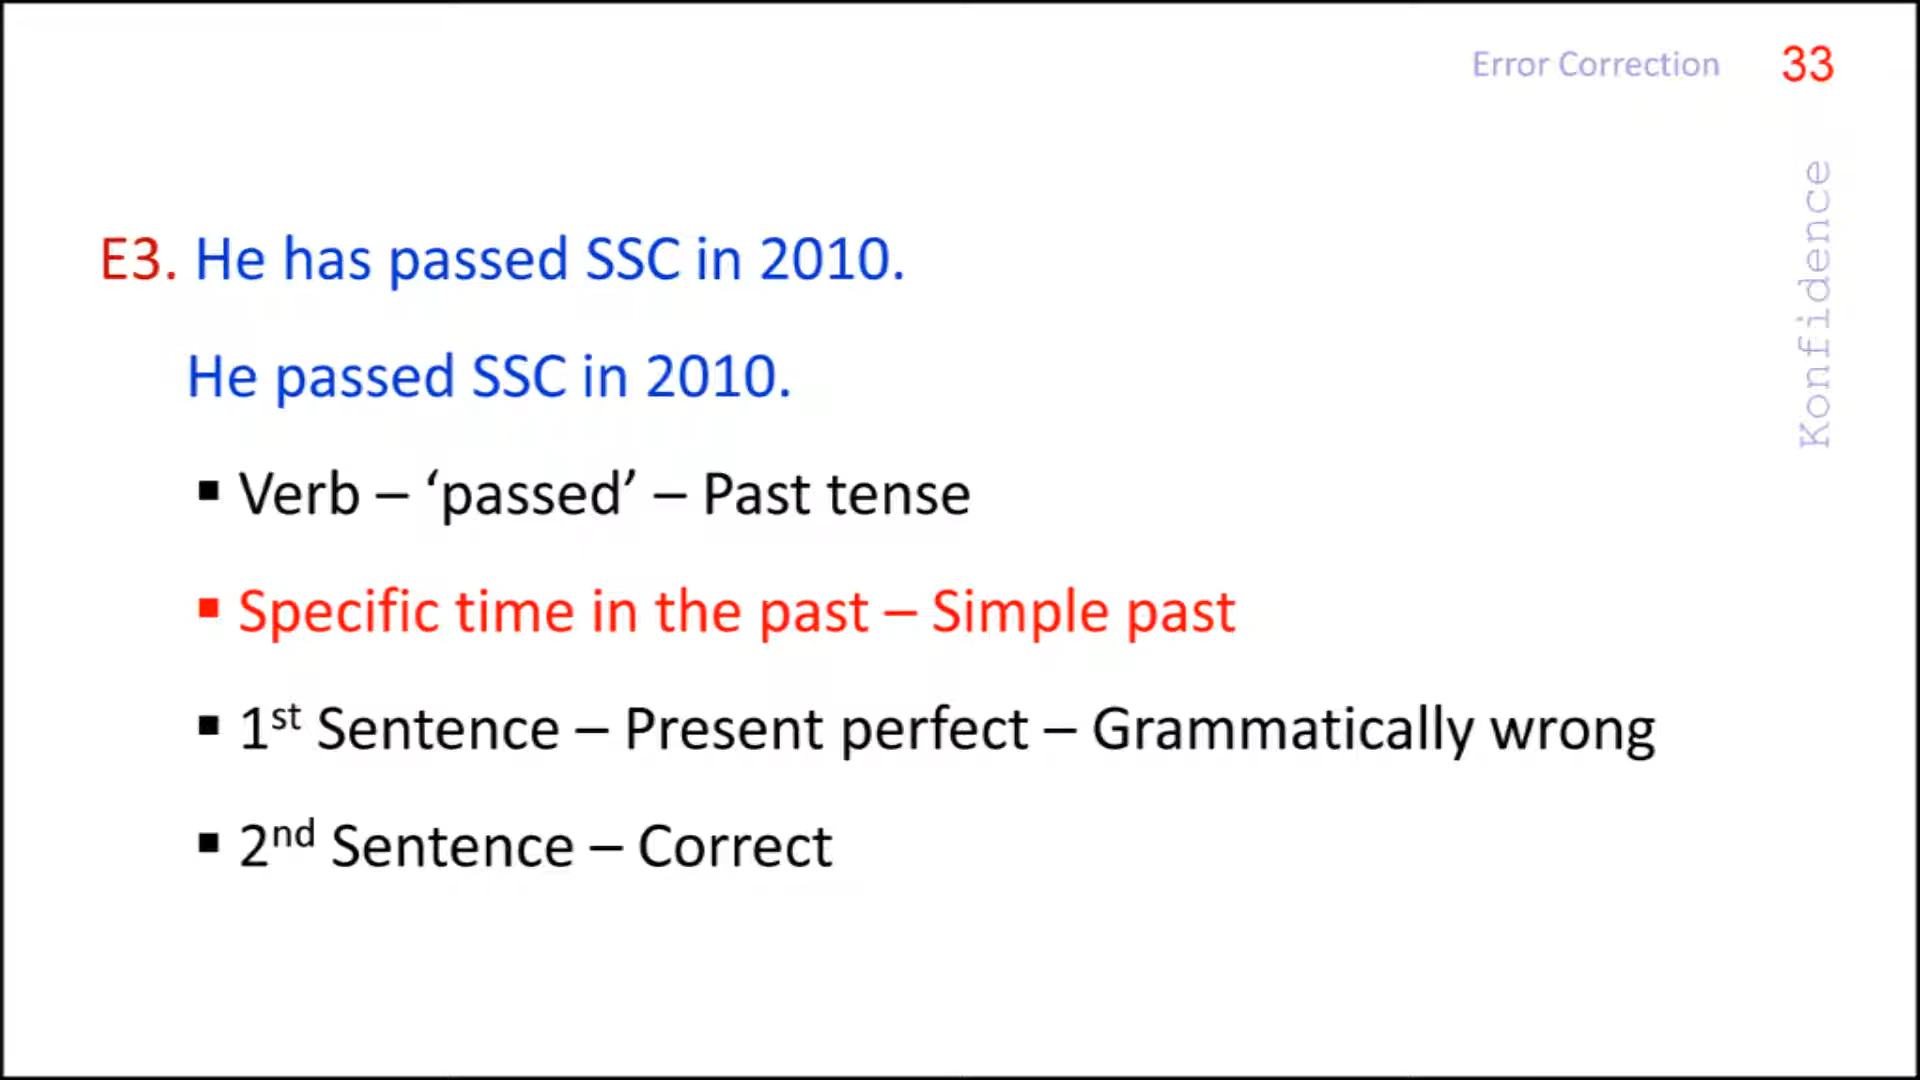 Error Correction 33
Konfidence
E3. He has passed SSC in 2010.
He passed SSC in 2010.
▪ Verb – ‘passed’ – Past tense
▪ Specific time in the past – Simple past
▪ 1st Sentence – Present perfect – Grammatically wrong
▪ 2nd Sentence – Correct